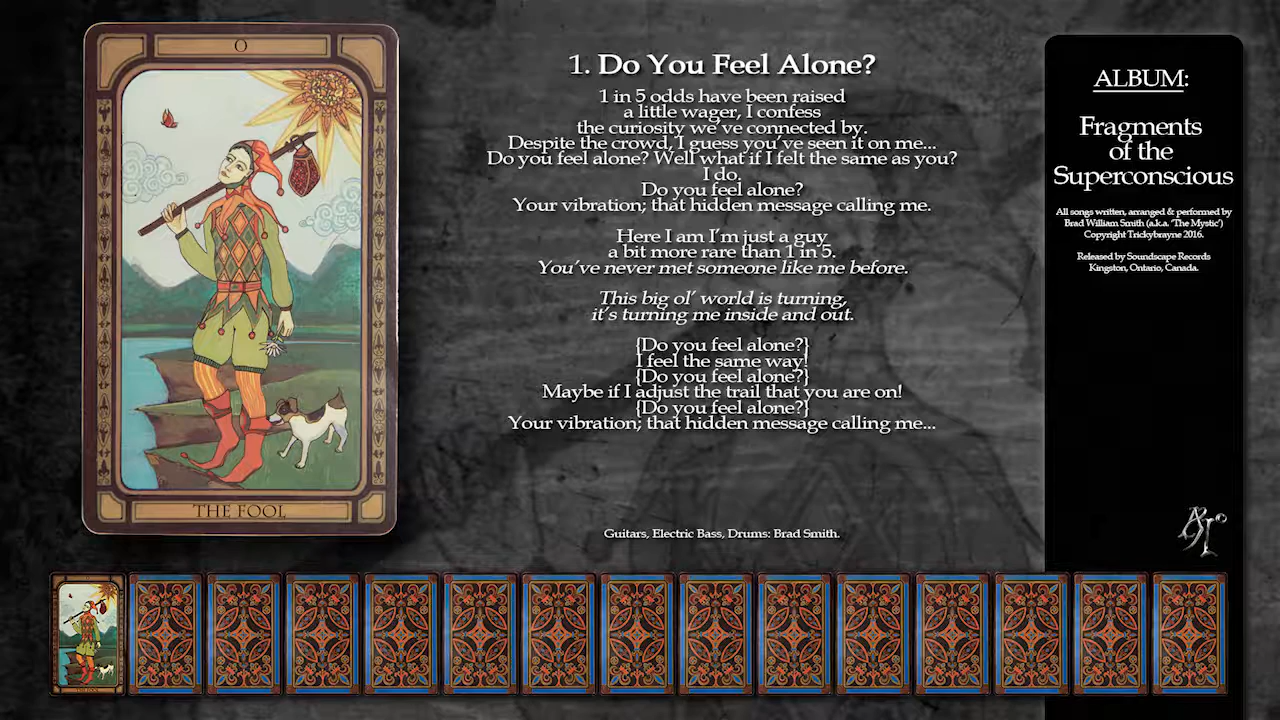 O
THE FOOL
1. Do You Feel Alone?
1 in 5 odds have been raised
a little wager, I confess
the curiosity we've connected by.
Despite the crowd, I guess you've seen it on me...
Do you feel alone? Well what if I felt the same as you?
I do.
Do you feel alone?
Your vibration; that hidden message calling me.
Here I am I'm just a guy
a bit more rare than 1 in 5.
You've never met someone like me before.
This big ol' world is turning,
it's turning me inside and out.
{Do you feel alone?}
I feel the same way!
{Do you feel alone?}
Maybe if I adjust the trail that you are on!
{Do you feel alone?}
Your vibration; that hidden message calling me...
Guitars, Electric Bass, Drums: Brad Smith.
ALBUM:
Fragments
of the
Superconscious
All songs written, arranged & performed by
Brad William Smith (a.k.a. 'The Mystic')
Copyright Trickybrayne 2016.
Released by Soundscape Records
Kingston, Ontario, Canada.